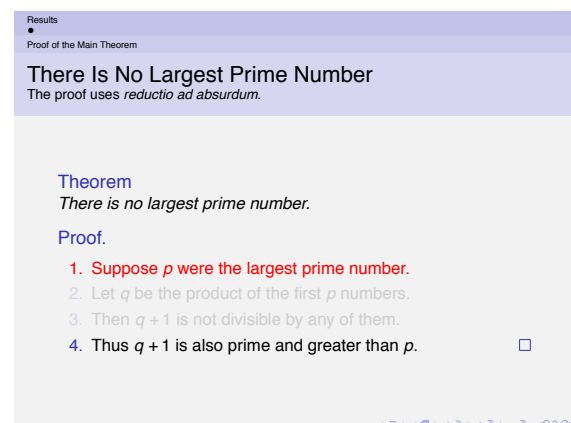 Results
Proof of the Main Theorem
There Is No Largest Prime Number
The proof uses reductio ad absurdum.
Theorem
There is no largest prime number.
Proof.
1. Suppose p were the largest prime number.
2. Let q be the product of the first p numbers.
3. Then q + 1 is not divisible by any of them.
4. Thus q + 1 is also prime and greater than p.